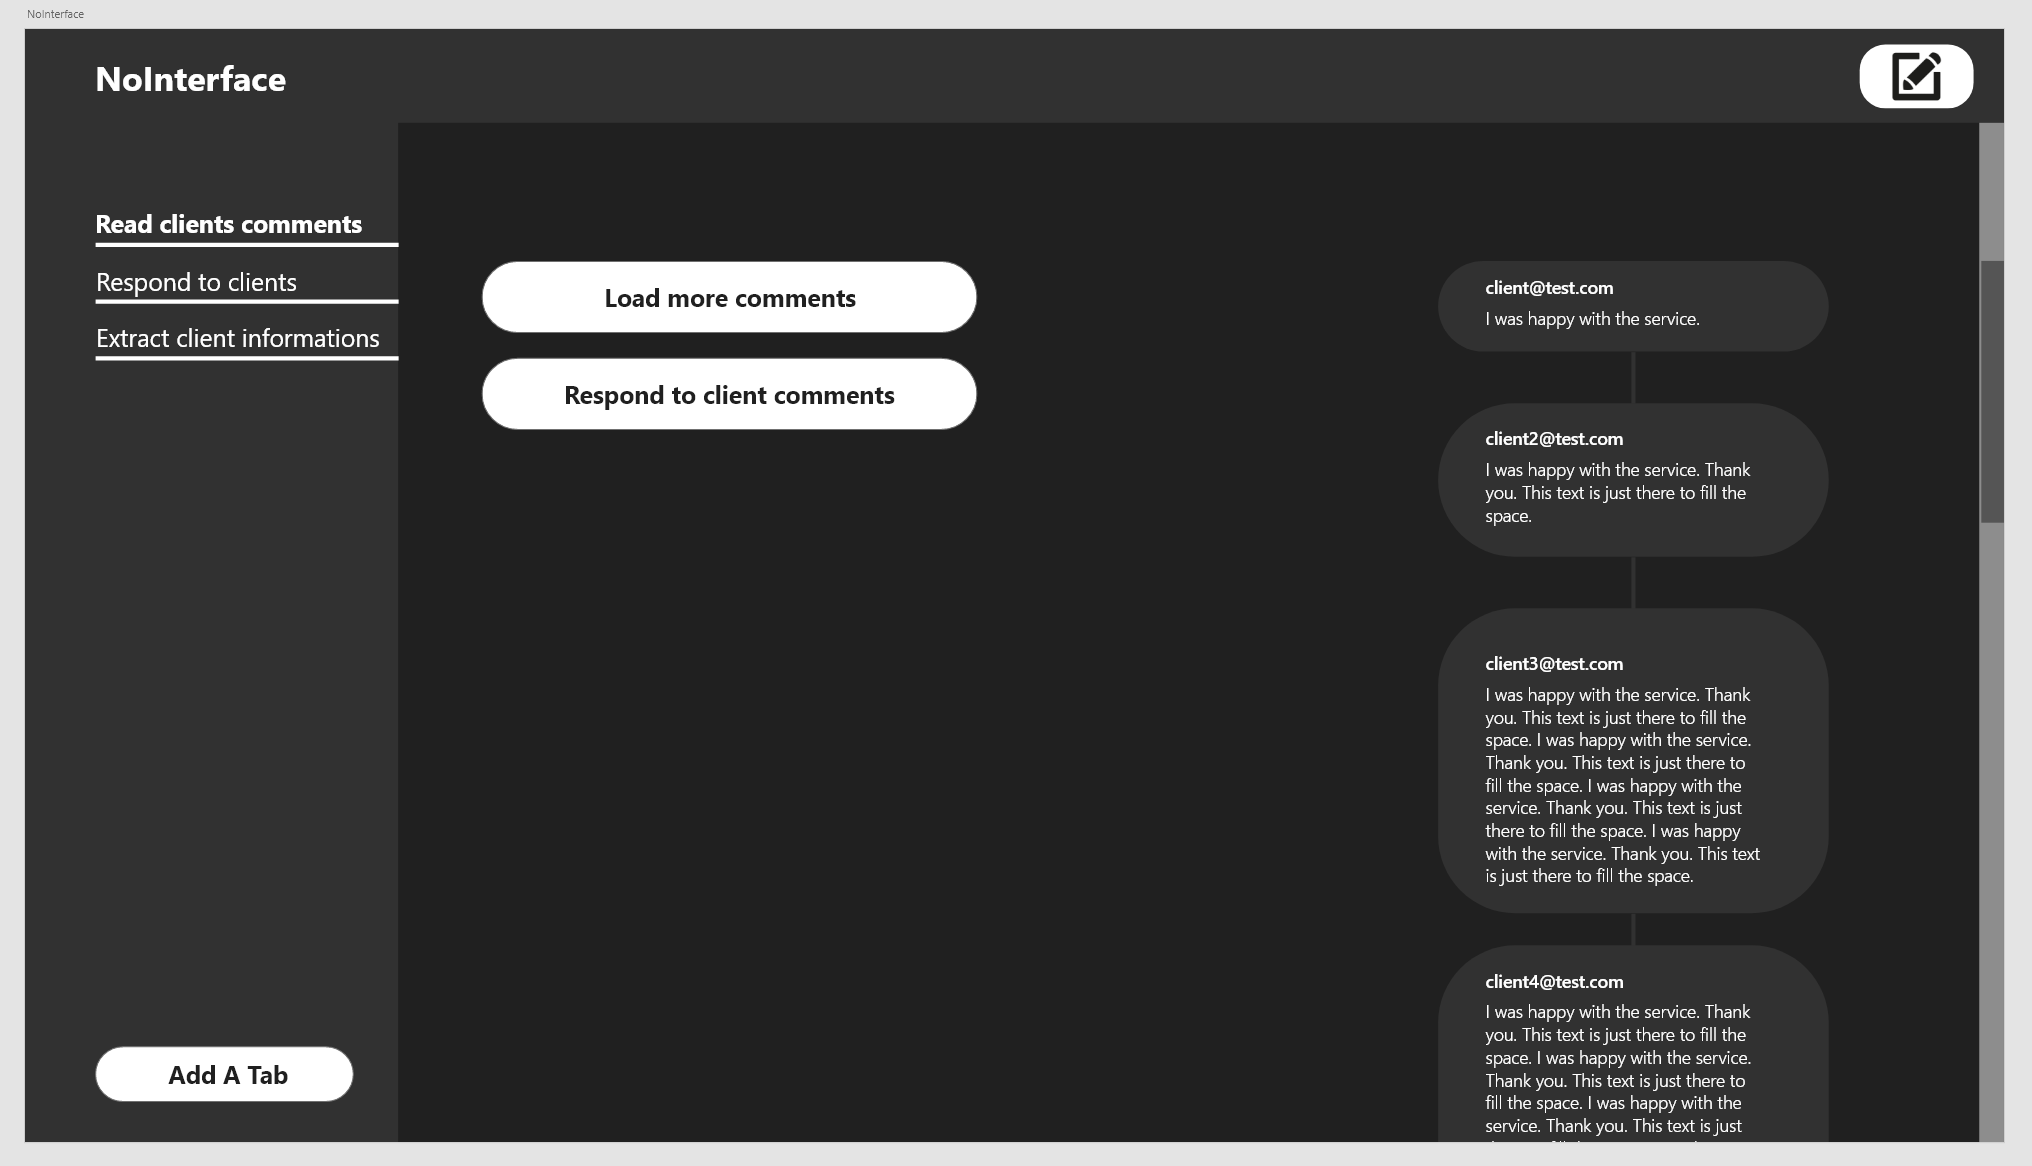 NoInterface
NoInterface
Read clients comments
Respond to clients
Extract client informations
Add A Tab
Load more comments
Respond to client comments
client@test.com
I was happy with the service.
client2@test.com
I was happy with the service. Thank
you. This text is just there to fill the
space.
client3@test.com
I was happy with the service. Thank
you. This text is just there to fill the
space. I was happy with the service.
Thank you. This text is just there to
fill the space. I was happy with the
service. Thank you. This text is just
there to fill the space. I was happy
with the service. Thank you. This text
is just there to fill the space.
client4@test.com
I was happy with the service. Thank
you. This text is just there to fill the
space. I was happy with the service.
Thank you. This text is just there to
fill the space. I was happy with the
service. Thank you. This text is just